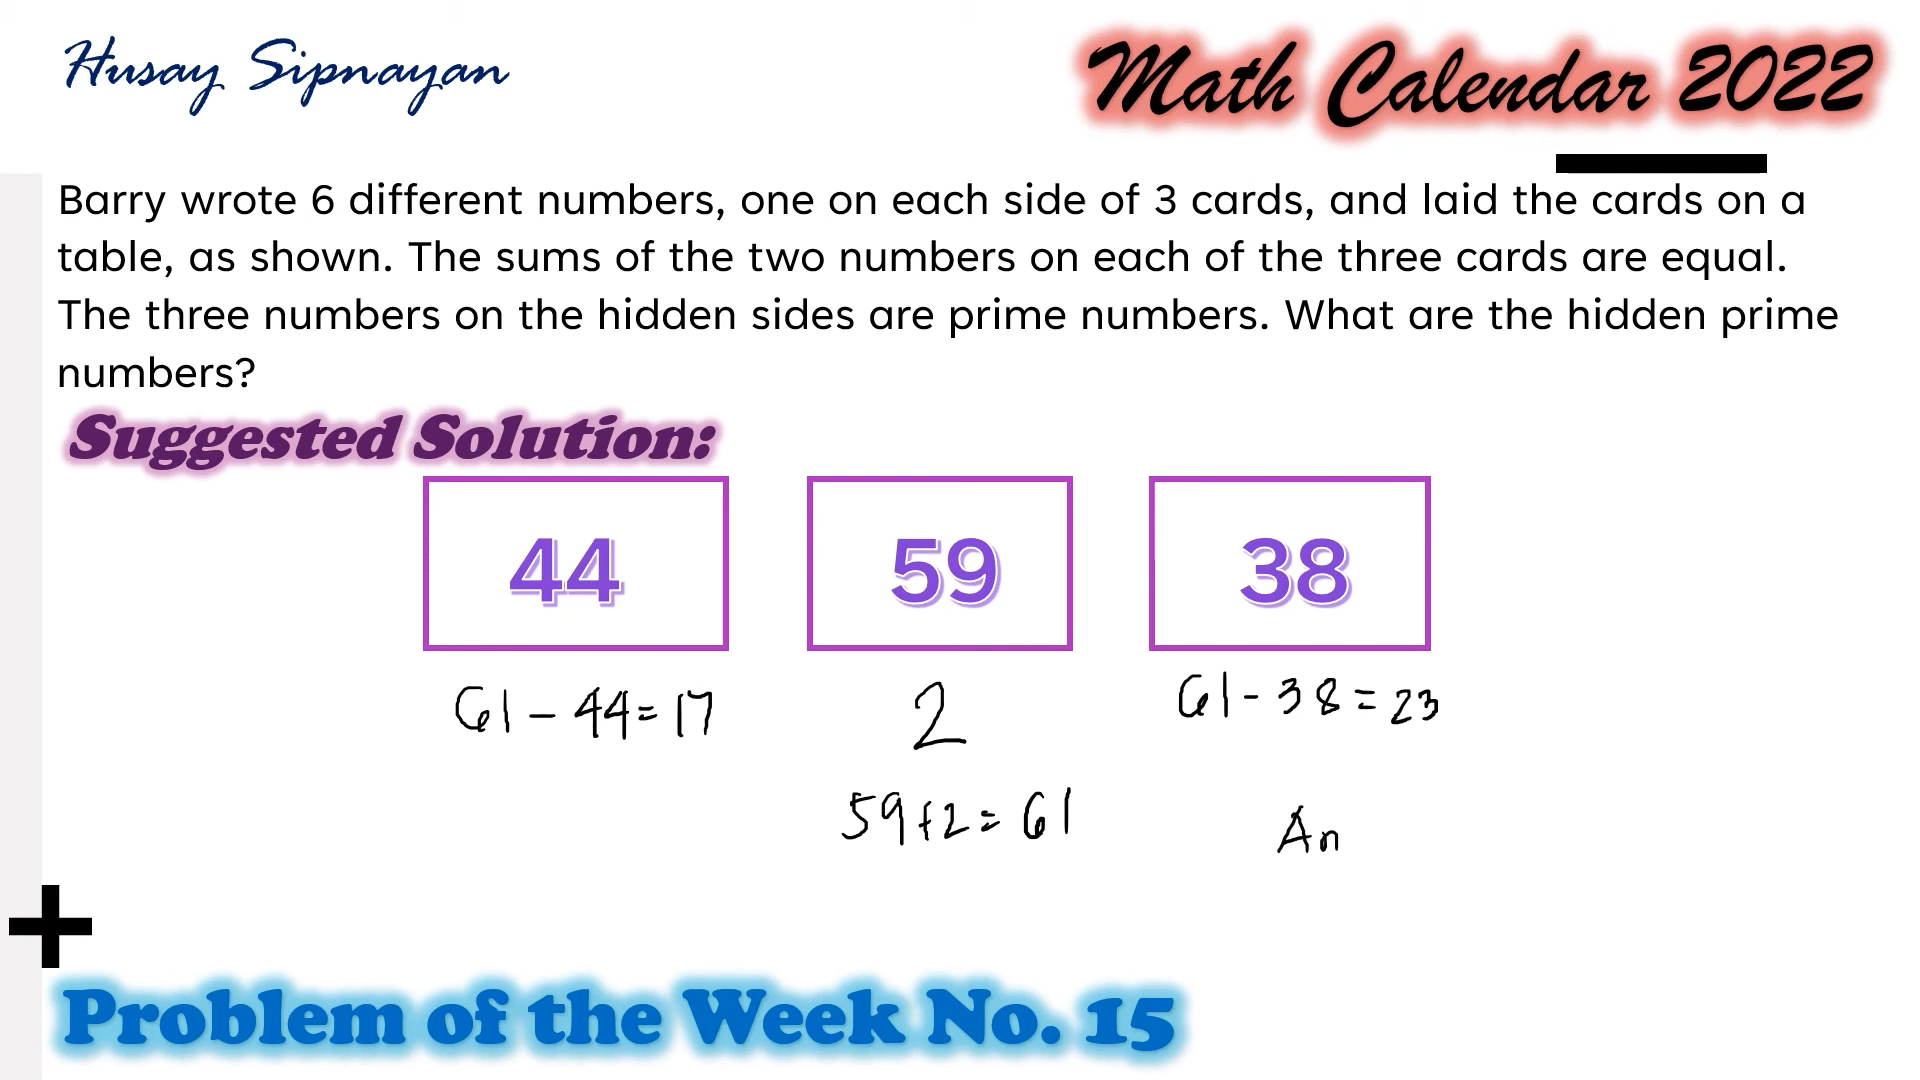 Husay Sipnayan
Math Calendar 2022
Barry wrote 6 different numbers, one on each side of 3 cards, and laid the cards on a
table, as shown. The sums of the two numbers on each of the three cards are equal.
The three numbers on the hidden sides are prime numbers. What are the hidden prime
numbers?
Suggested Solution:
44 59 38
61 - 44 = 17 2 61 - 38 = 23
59 + 2 = 61
An
Problem of the Week No. 15